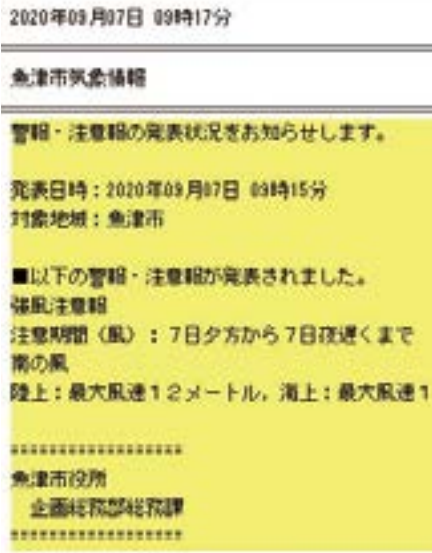 2020年09月07日 09時17分
魚津市気象情報
警報・注意報の発表状況をお知らせします。
発表日時:2020年09月07日 09時15分
対象地域:魚津市
■以下の警報・注意報が発表されました。
強風注意報
注意期間(風):7日夕方から7日夜遅くまで
南の風
陸上:最大風速12メートル、海上:最大風速1
******************
魚津市役所
企画総務部総務課
******************